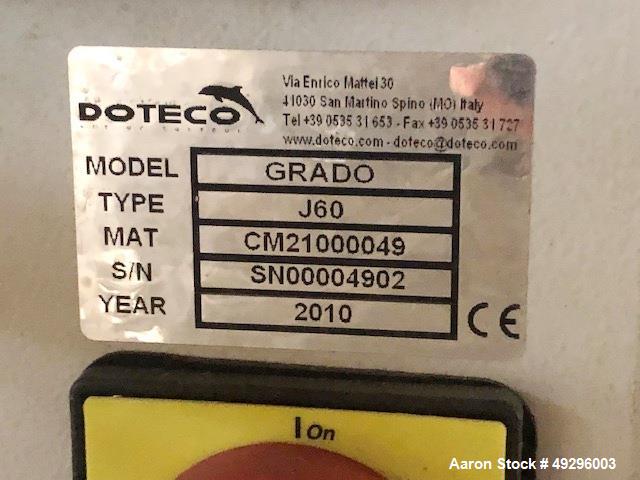 DOTECO
Via Enrico Mattei 30
41030 San Martino Spino (MO) Italy
Tel +39 0535 31 653 - Fax +39 0535 31 727
www.doteco.com - doteco@doteco.com
MODEL GRADO
TYPE J60
MAT CM21000049
S/N SN00004902
YEAR 2010
CE
I On
Aaron Stock # 49296003